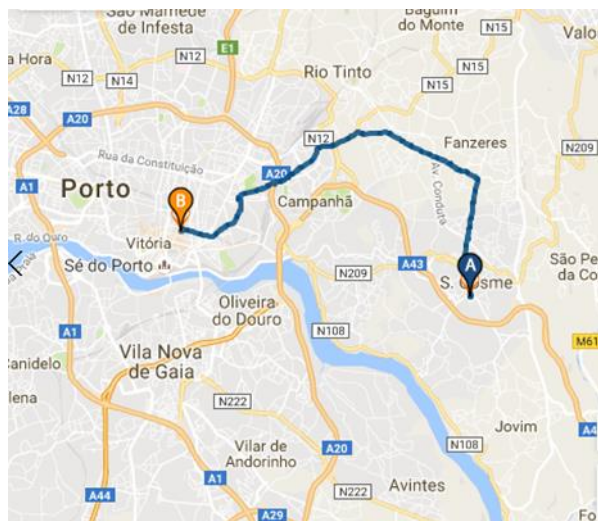 São Mamede
de Infesta
Baguim
do Monte
N15
Valo
a Hora
N12
E1
N15
N14
Rio Tinto
N15
A28
A20
N12
Fanzeres
N209
Rua da Constituição
A20
Av. Conduta
A1
Porto
B
Campanhã
R. do Ouro
Vitória
Sé do Porto
N209
A43
A
S. Cosme
São Pe
da Co
Oliveira
do Douro
A1
N108
M61
Canidelo
Vila Nova
de Gaia
lena
N222
Jovim
A4
Vilar de
Andorinho
A20
N108
A44
A1
Avintes
N222
A29
Fo